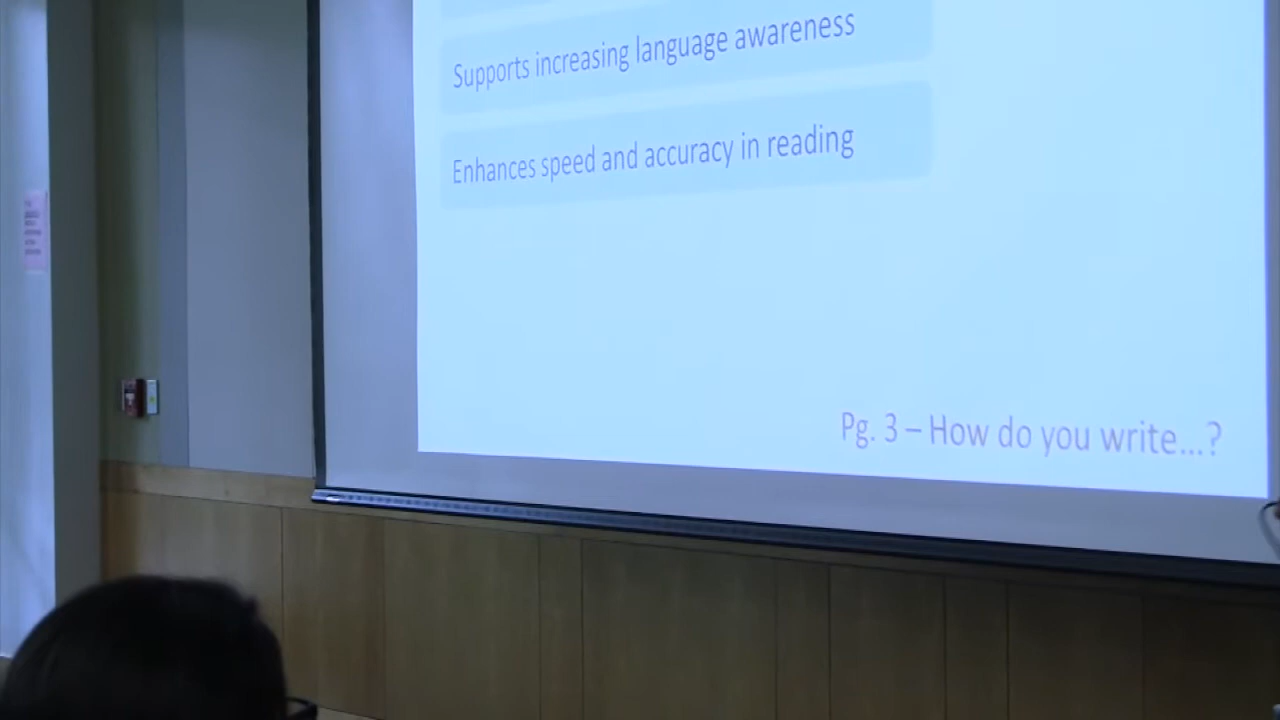 Supports increasing language awareness
Enhances speed and accuracy in reading
Pg. 3 – How do you write...?